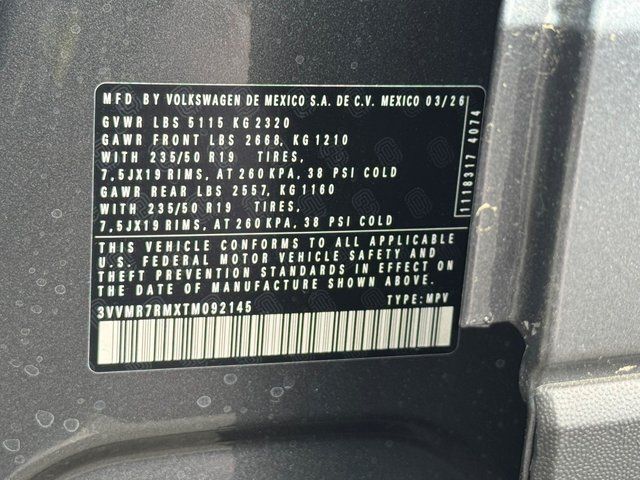 MFD BY VOLKSWAGEN DE MEXICO S.A. DE C.V. MEXICO 03/26
GVWR LBS 5115 KG 2320
GAWR FRONT LBS 2668, KG 1210
WITH 235/50 R19 TIRES,
7,5JX19 RIMS, AT 260 KPA, 38 PSI COLD
GAWR REAR LBS 2557, KG 1160
WITH 235/50 R19 TIRES,
7,5JX19 RIMS, AT 260 KPA, 38 PSI COLD
1118317 4074
THIS VEHICLE CONFORMS TO ALL APPLICABLE
U.S. FEDERAL MOTOR VEHICLE SAFETY AND
THEFT PREVENTION STANDARDS IN EFFECT ON
THE DATE OF MANUFACTURE SHOWN ABOVE.
3VVMR7RMXTM092145 TYPE: MPV